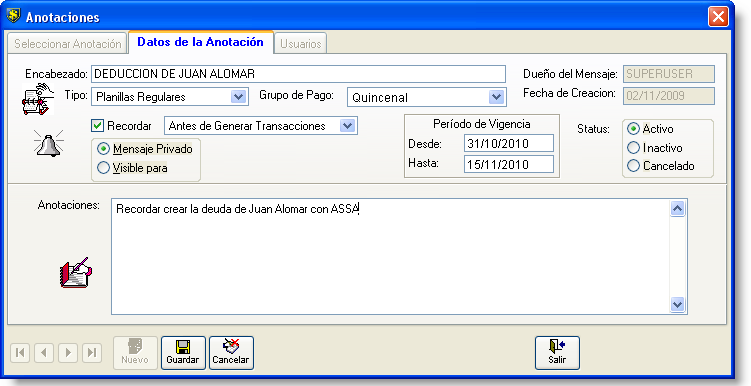 Anotaciones
Seleccionar Anotación Datos de la Anotación Usuarios
Encabezado: DEDUCCION DE JUAN ALOMAR Dueño del Mensaje: SUPERUSER
Tipo: Planillas Regulares Grupo de Pago: Quincenal Fecha de Creacion: 02/11/2009
Recordar Antes de Generar Transacciones Período de Vigencia Status: Activo
Mensaje Privado Desde: 31/10/2010 Inactivo
Visible para Hasta: 15/11/2010 Cancelado
Anotaciones: Recordar crear la deuda de Juan Alomar con ASSA
Nuevo Guardar Cancelar Salir